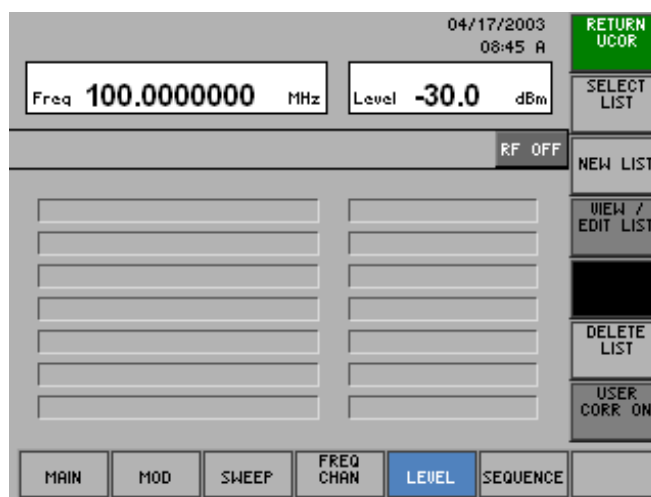 04/17/2003
08:45 A
Freq 100.0000000 MHz
Level -30.0 dBm
RF OFF
RETURN
UCOR
SELECT
LIST
NEW LIST
VIEW /
EDIT LIST
DELETE
LIST
USER
CORR ON
MAIN
MOD
SWEEP
FREQ
CHAN
LEVEL
SEQUENCE